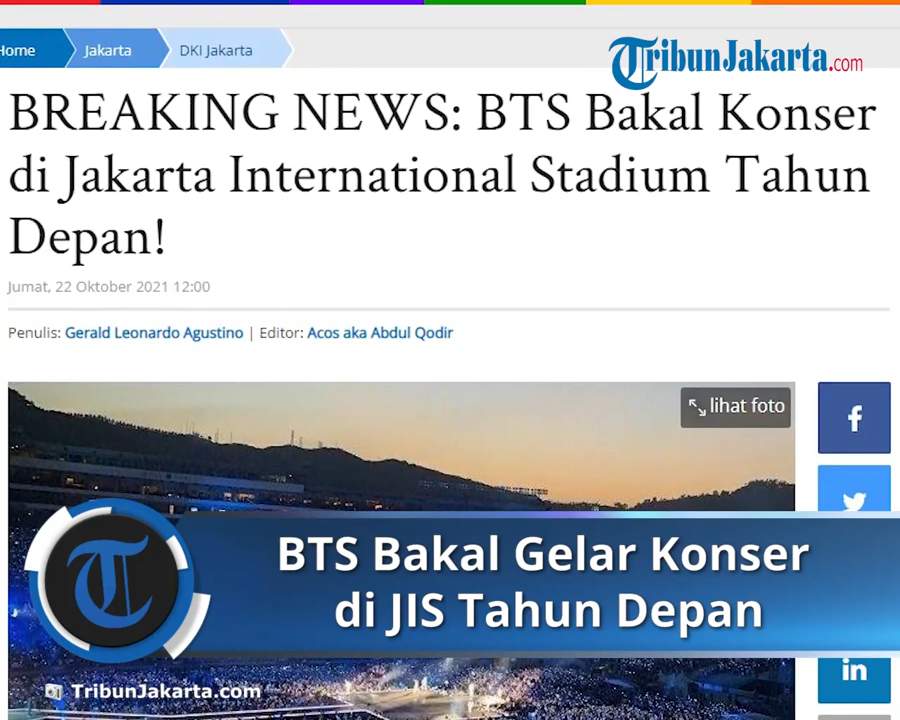 Home Jakarta DKI Jakarta
TribunJakarta.com
BREAKING NEWS: BTS Bakal Konser
di Jakarta International Stadium Tahun
Depan!
Jumat, 22 Oktober 2021 12:00
Penulis: Gerald Leonardo Agustino | Editor: Acos aka Abdul Qodir
lihat foto
BTS Bakal Gelar Konser
di JIS Tahun Depan
TribunJakarta.com